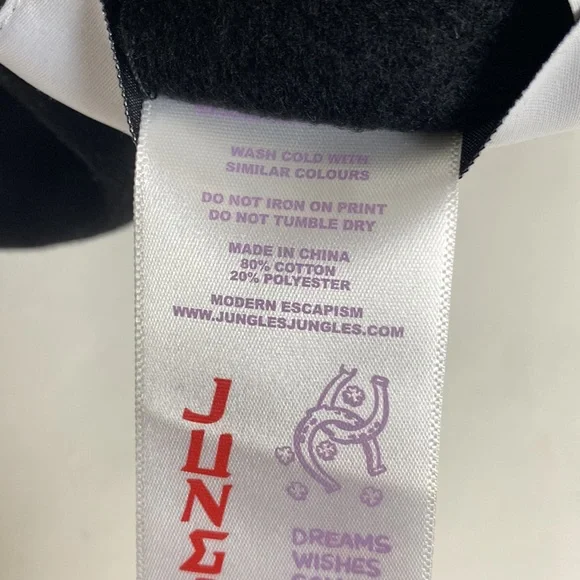 WASH COLD WITH
SIMILAR COLOURS
DO NOT IRON ON PRINT
DO NOT TUMBLE DRY
MADE IN CHINA
80% COTTON
20% POLYESTER
MODERN ESCAPISM
WWW.JUNGLESJUNGLES.COM
JUNG
DREAMS
WISHES